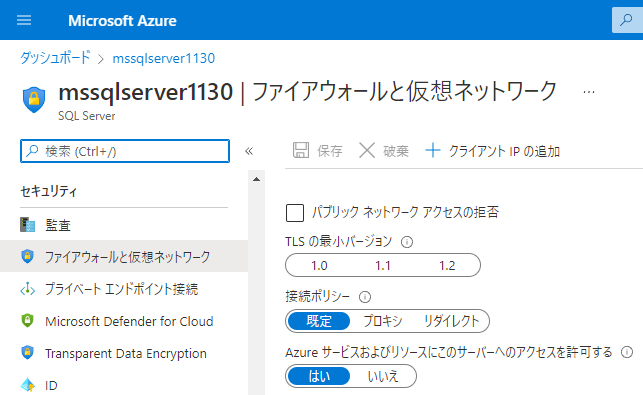 Microsoft Azure
ダッシュボード > mssqlserver1130
mssqlserver1130 | ファイアウォールと仮想ネットワーク ...
SQL Server
検索 (Ctrl+/)
«
保存 破棄 クライアント IP の追加
セキュリティ
監査
ファイアウォールと仮想ネットワーク
プライベート エンドポイント接続
Microsoft Defender for Cloud
Transparent Data Encryption
ID
パブリック ネットワーク アクセスの拒否
TLS の最小バージョン
1.0 1.1 1.2
接続ポリシー
既定 プロキシ リダイレクト
Azure サービスおよびリソースにこのサーバーへのアクセスを許可する
はい いいえ